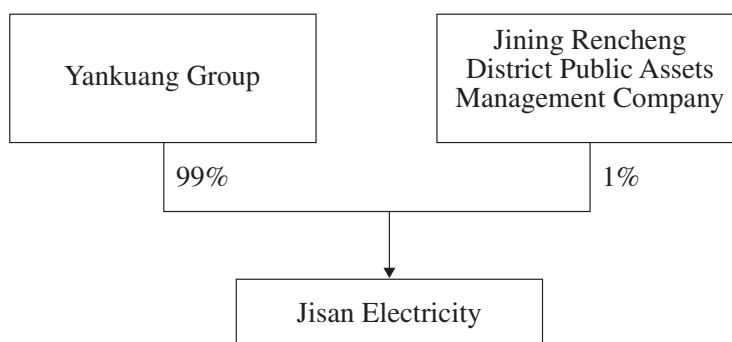 Yankuang Group
Jining Rencheng
District Public Assets
Management Company
99%
1%
Jisan Electricity